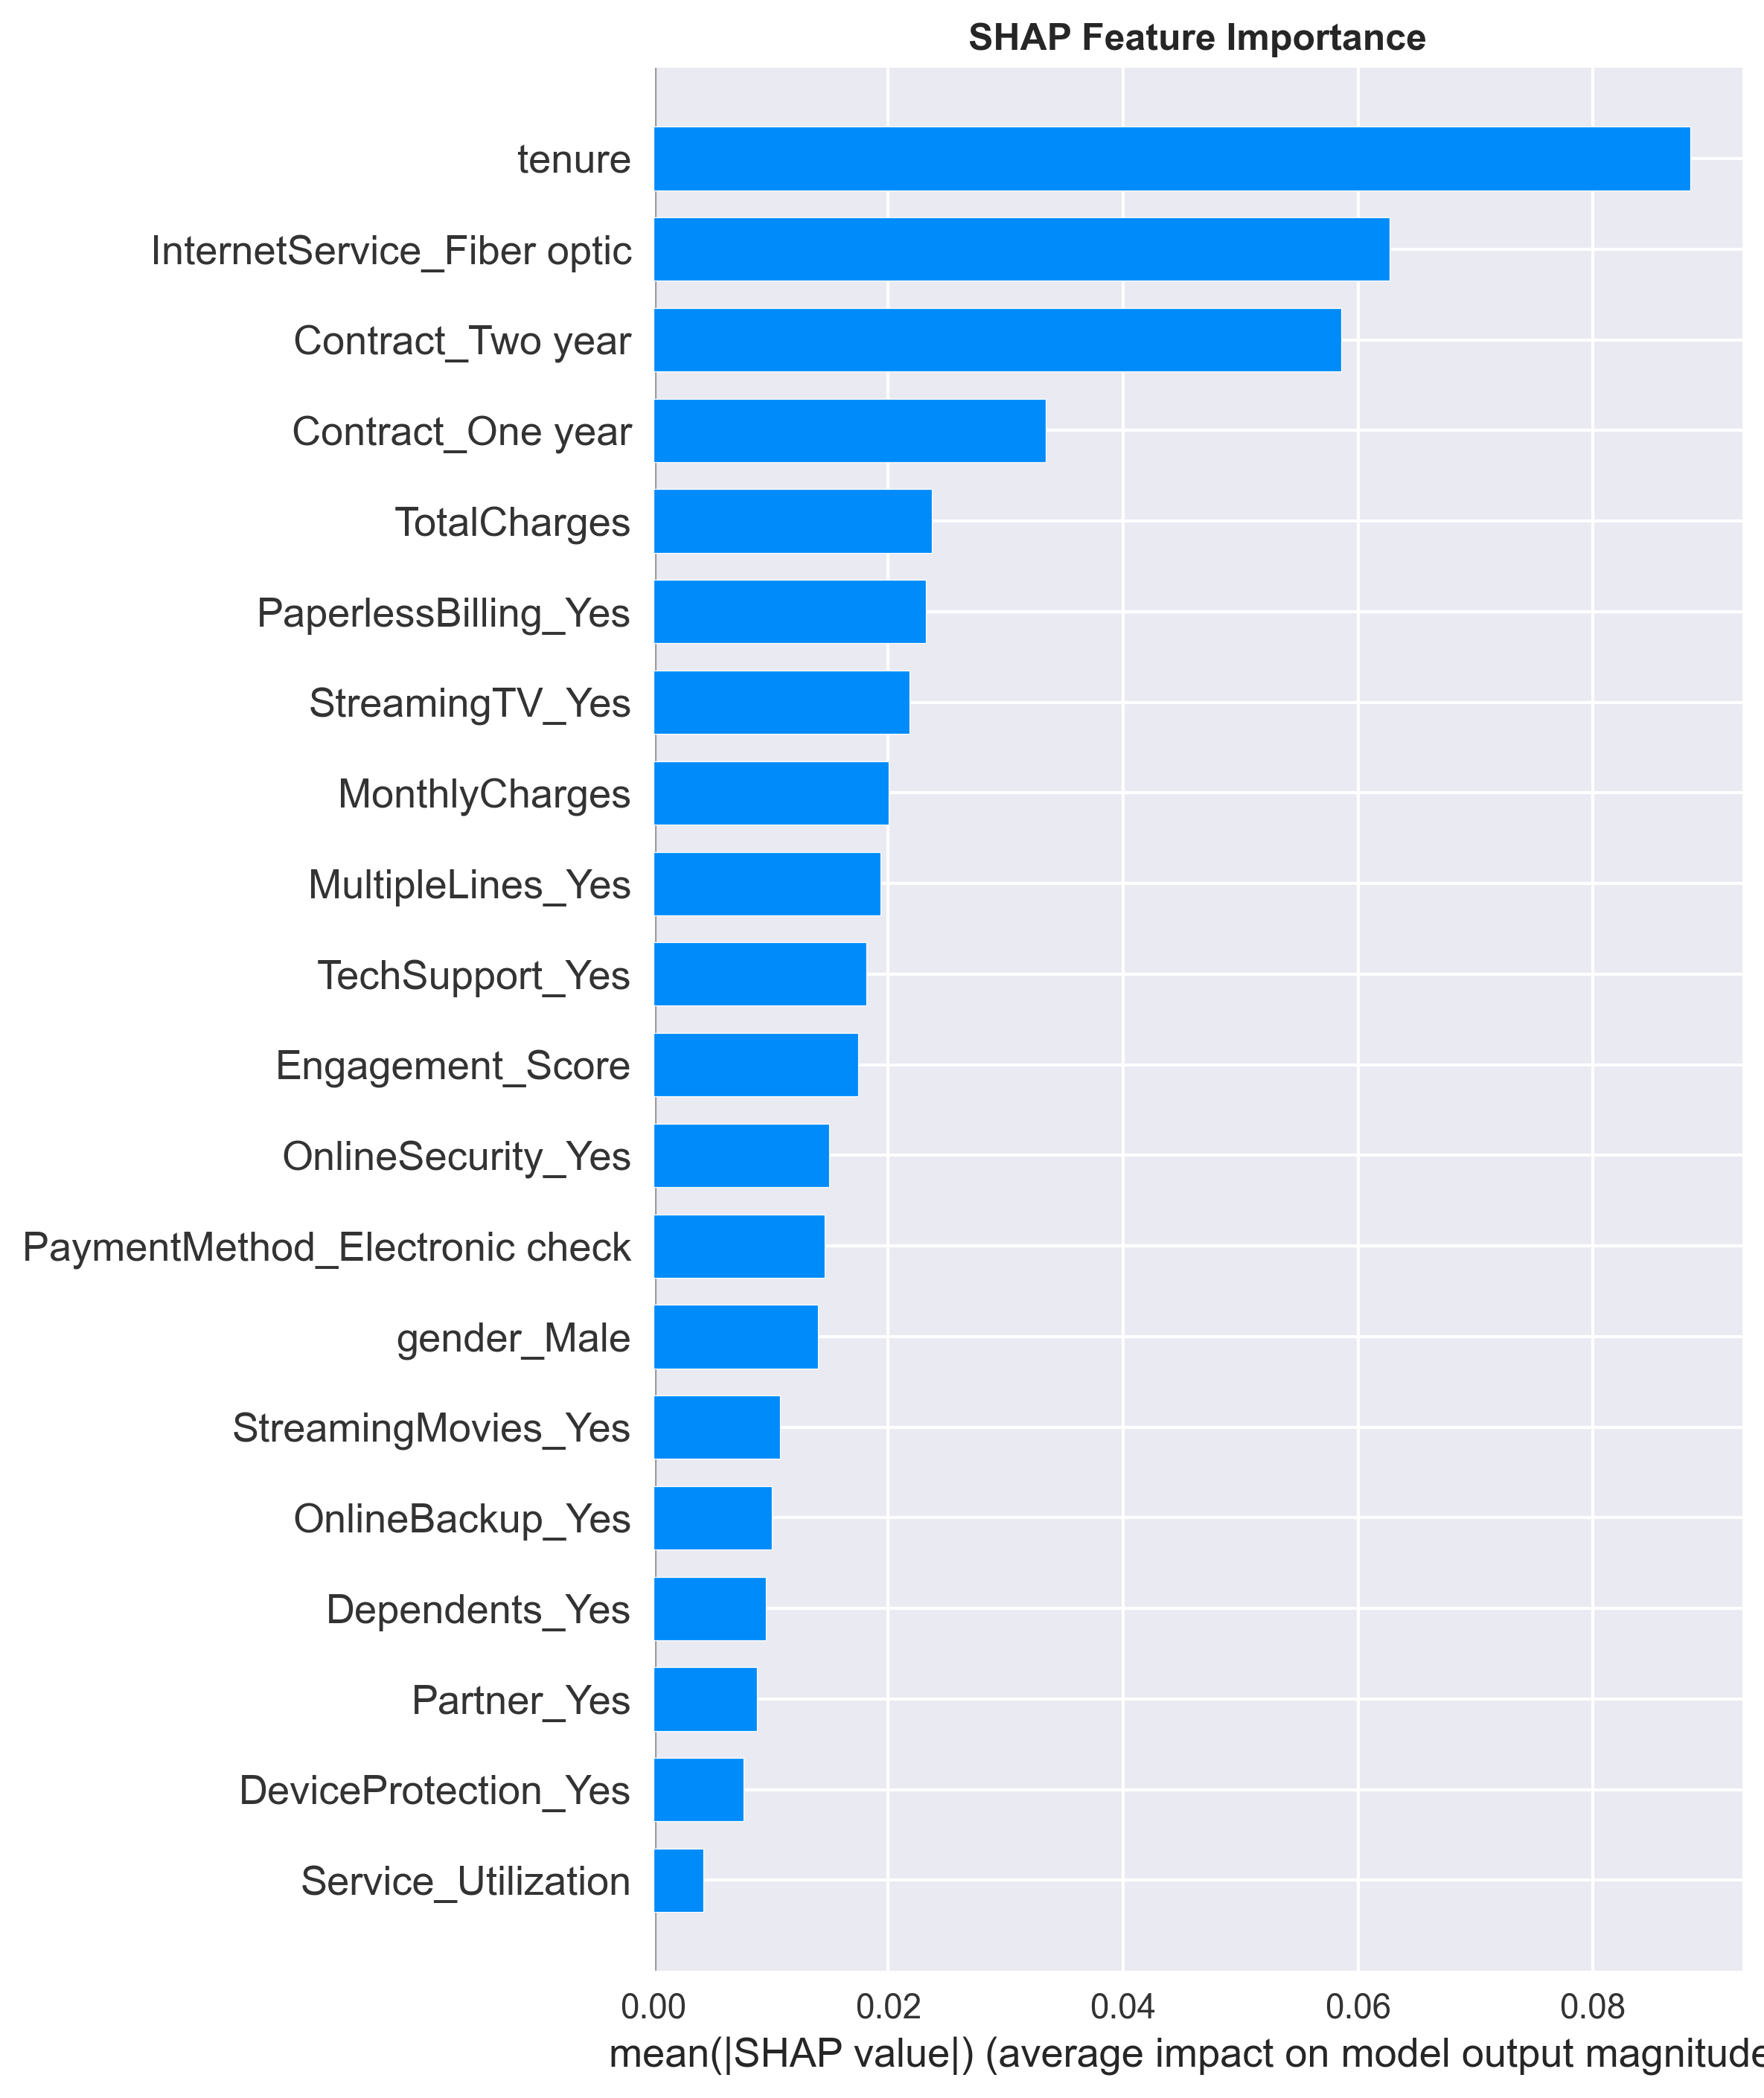 SHAP Feature Importance
tenure
InternetService_Fiber optic
Contract_Two year
Contract_One year
TotalCharges
PaperlessBilling_Yes
StreamingTV_Yes
MonthlyCharges
MultipleLines_Yes
TechSupport_Yes
Engagement_Score
OnlineSecurity_Yes
PaymentMethod_Electronic check
gender_Male
StreamingMovies_Yes
OnlineBackup_Yes
Dependents_Yes
Partner_Yes
DeviceProtection_Yes
Service_Utilization
0.00 0.02 0.04 0.06 0.08
mean(|SHAP value|) (average impact on model output magnitude